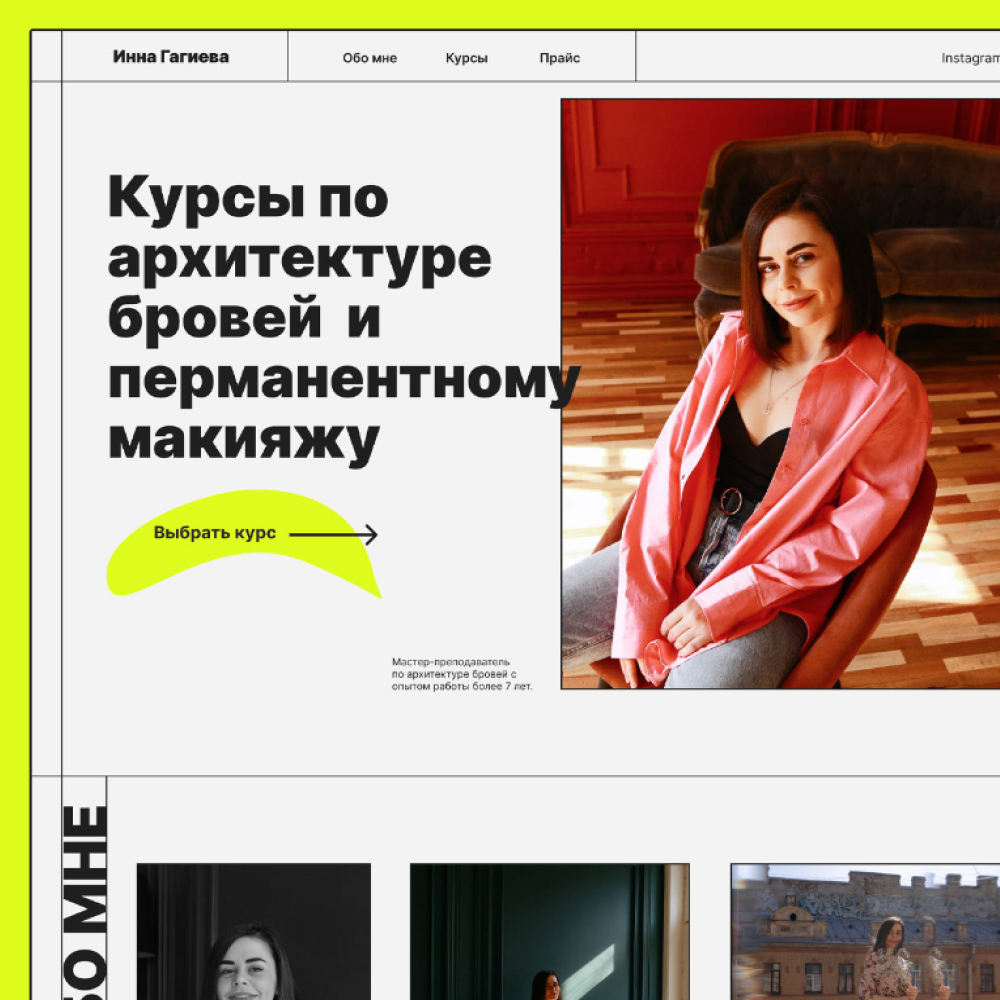 Инна Гагиева
Обо мне
Курсы
Прайс
Instagram
Курсы по
архитектуре
бровей и
перманентному
макияжу
Выбрать курс
Мастер-преподаватель
по архитектуре бровей с
опытом работы более 7 лет.
БО МНЕ